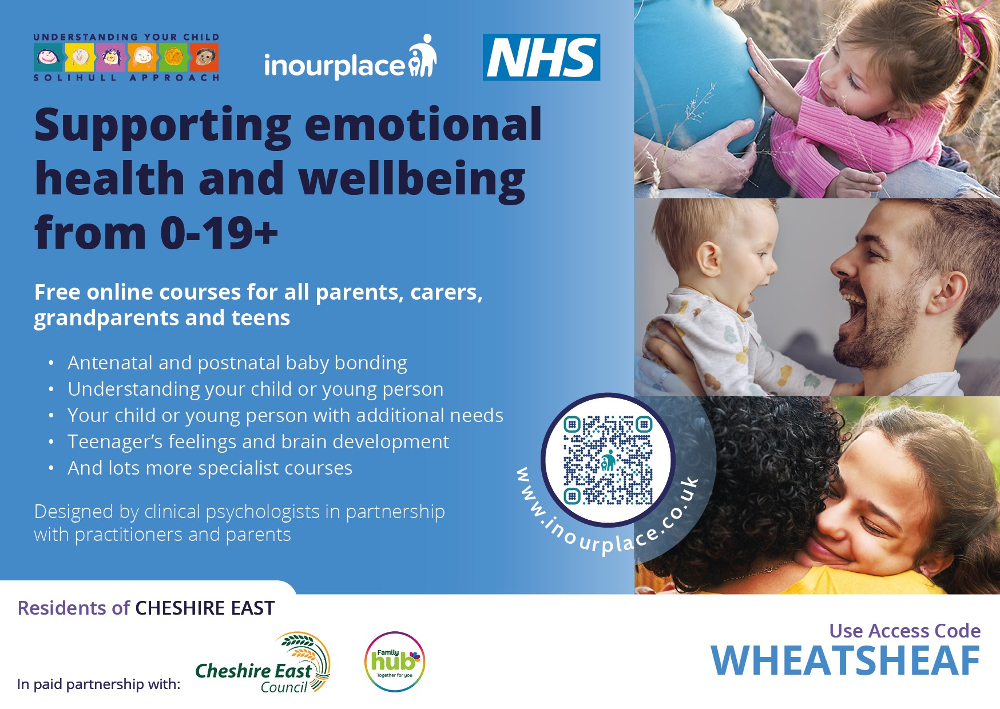 UNDERSTANDING YOUR CHILD
SOLIHULL APPROACH
inourplace
NHS
Supporting emotional
health and wellbeing
from 0-19+
Free online courses for all parents, carers,
grandparents and teens
• Antenatal and postnatal baby bonding
• Understanding your child or young person
• Your child or young person with additional needs
• Teenager’s feelings and brain development
• And lots more specialist courses
Designed by clinical psychologists in partnership
with practitioners and parents
www.inourplace.co.uk
Residents of CHESHIRE EAST
In paid partnership with:
Cheshire East
Council
Family
hub
Together for you
Use Access Code
WHEATSHEAF